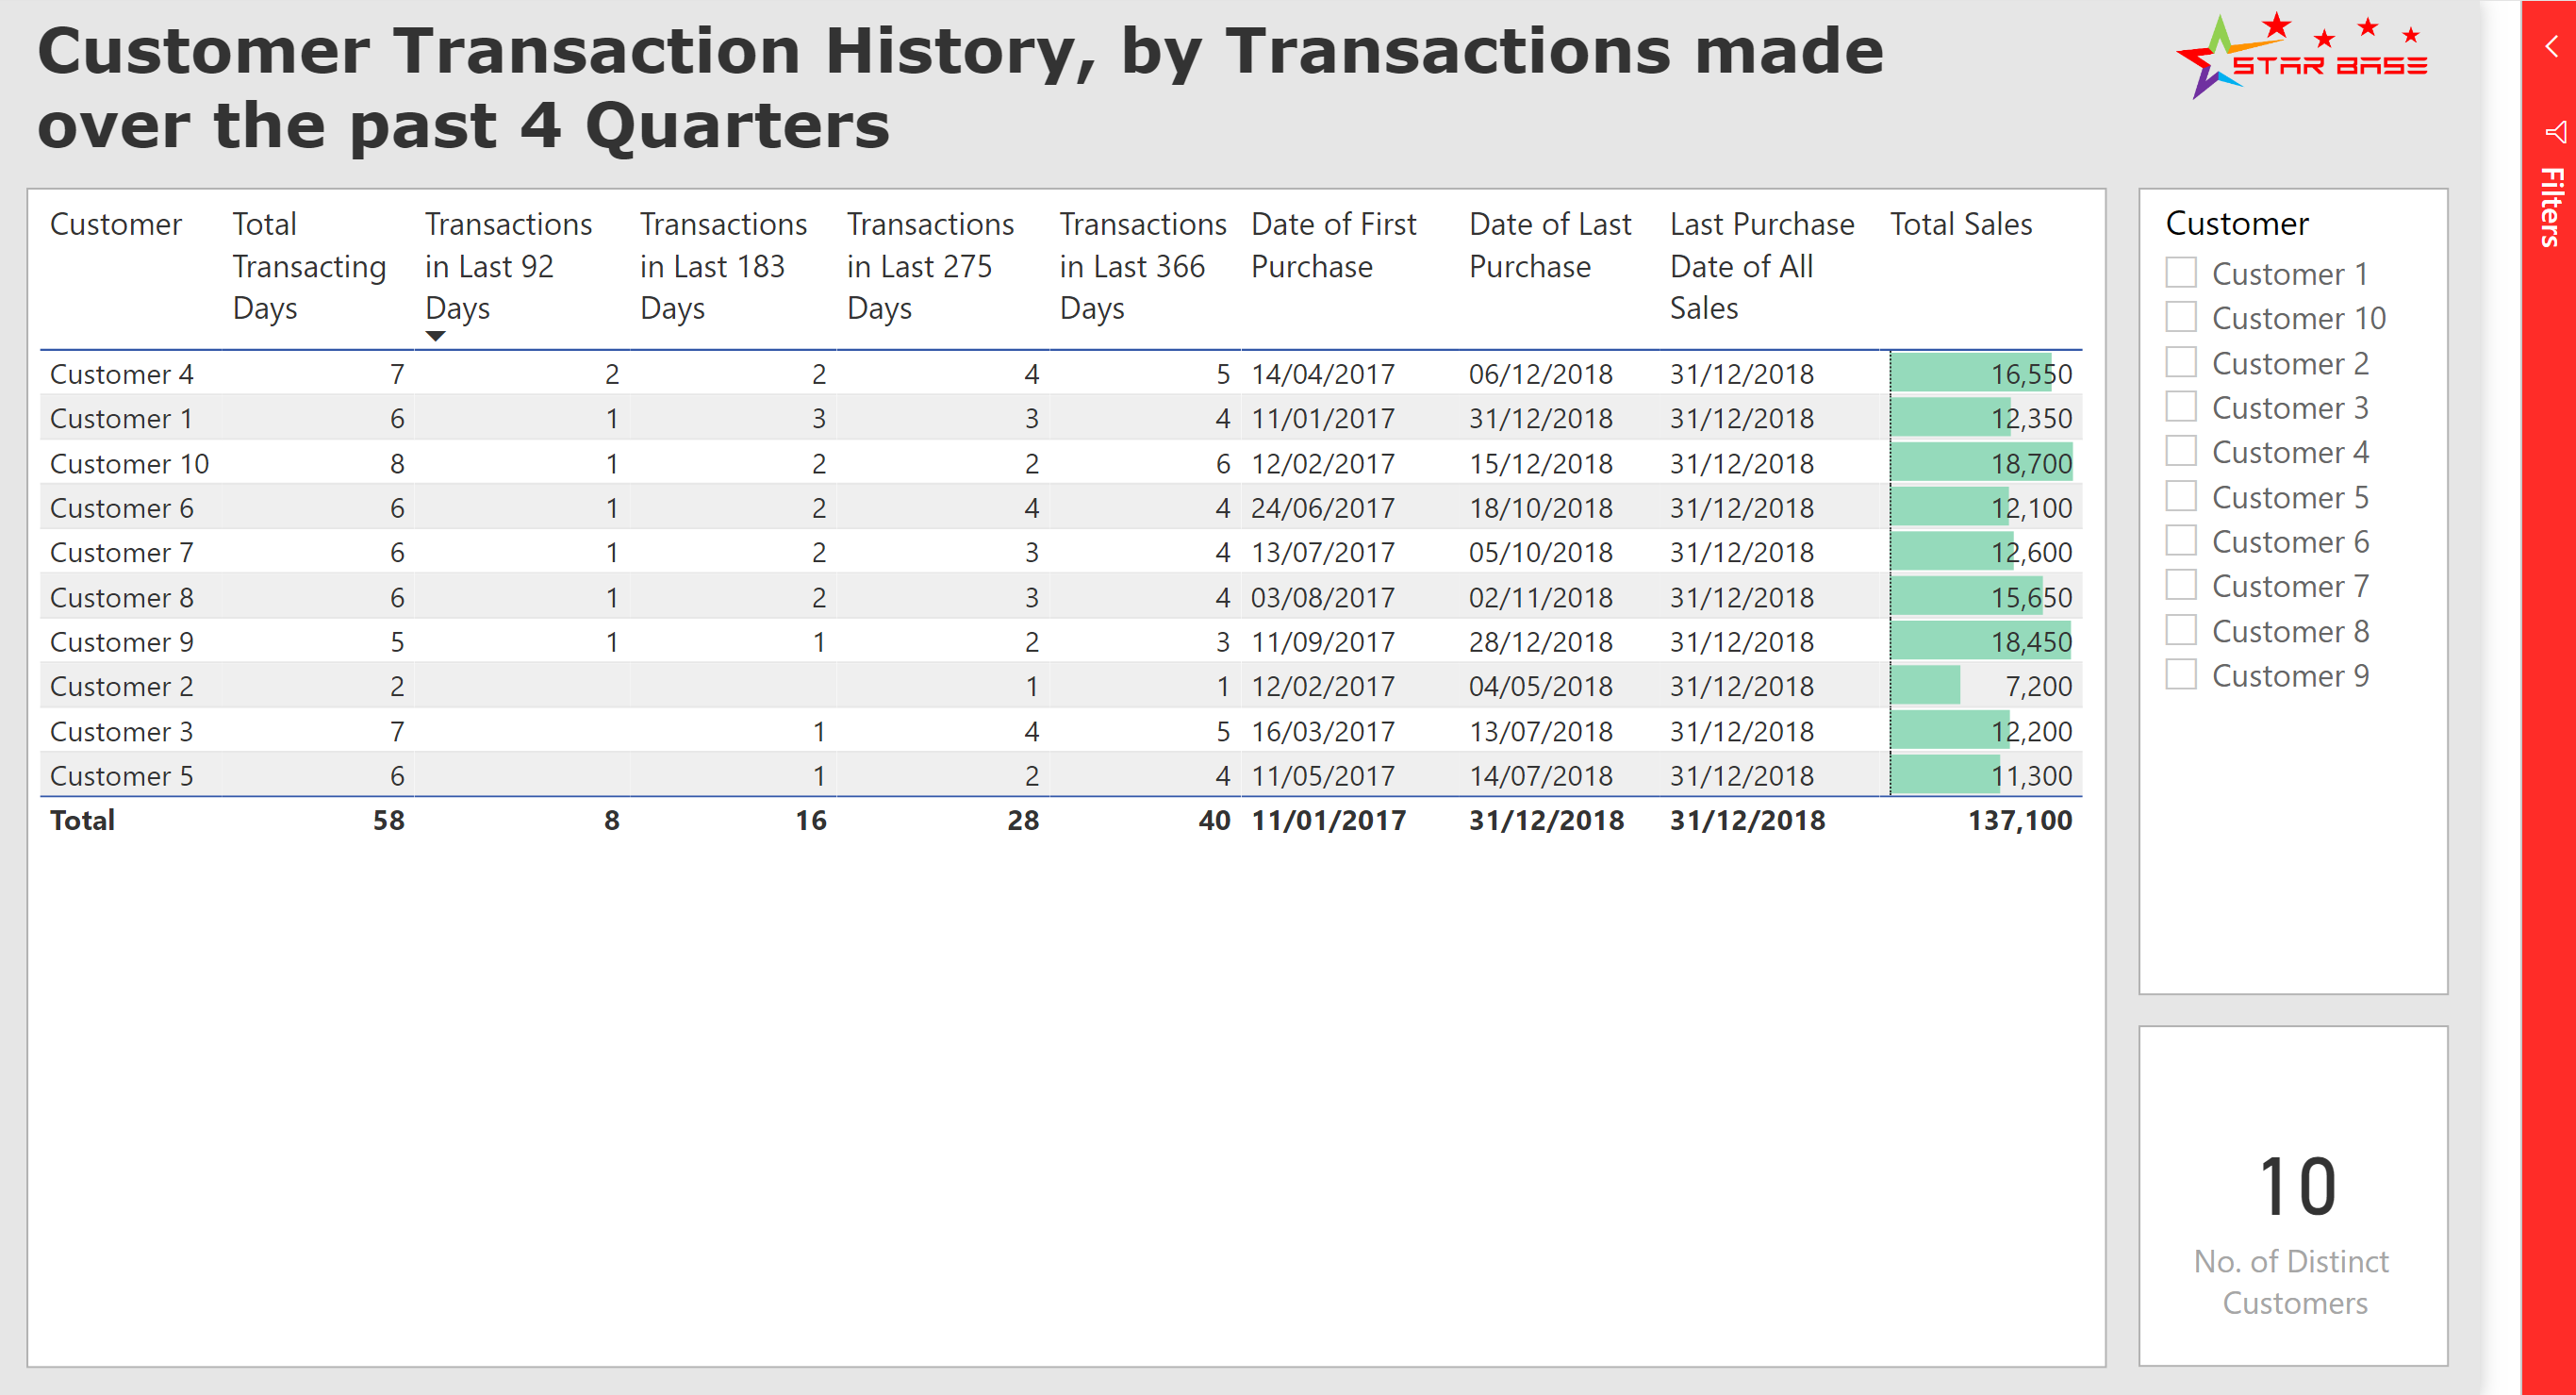 Customer Transaction History, by Transactions made
over the past 4 Quarters
STAR BASE
Filters
Customer Total Transacting Days Transactions in Last 92 Days Transactions in Last 183 Days Transactions in Last 275 Days Transactions in Last 366 Days Date of First Purchase Date of Last Purchase Last Purchase Date of All Sales Total Sales
Customer 4 7 2 2 4 5 14/04/2017 06/12/2018 31/12/2018 16,550
Customer 1 6 1 3 3 4 11/01/2017 31/12/2018 31/12/2018 12,350
Customer 10 8 1 2 2 6 12/02/2017 15/12/2018 31/12/2018 18,700
Customer 6 6 1 2 4 4 24/06/2017 18/10/2018 31/12/2018 12,100
Customer 7 6 1 2 3 4 13/07/2017 05/10/2018 31/12/2018 12,600
Customer 8 6 1 2 3 4 03/08/2017 02/11/2018 31/12/2018 15,650
Customer 9 5 1 1 2 3 11/09/2017 28/12/2018 31/12/2018 18,450
Customer 2 2 1 1 12/02/2017 04/05/2018 31/12/2018 7,200
Customer 3 7 1 4 5 16/03/2017 13/07/2018 31/12/2018 12,200
Customer 5 6 1 2 4 11/05/2017 14/07/2018 31/12/2018 11,300
Total 58 8 16 28 40 11/01/2017 31/12/2018 31/12/2018 137,100
Customer
Customer 1
Customer 10
Customer 2
Customer 3
Customer 4
Customer 5
Customer 6
Customer 7
Customer 8
Customer 9
10
No. of Distinct
Customers